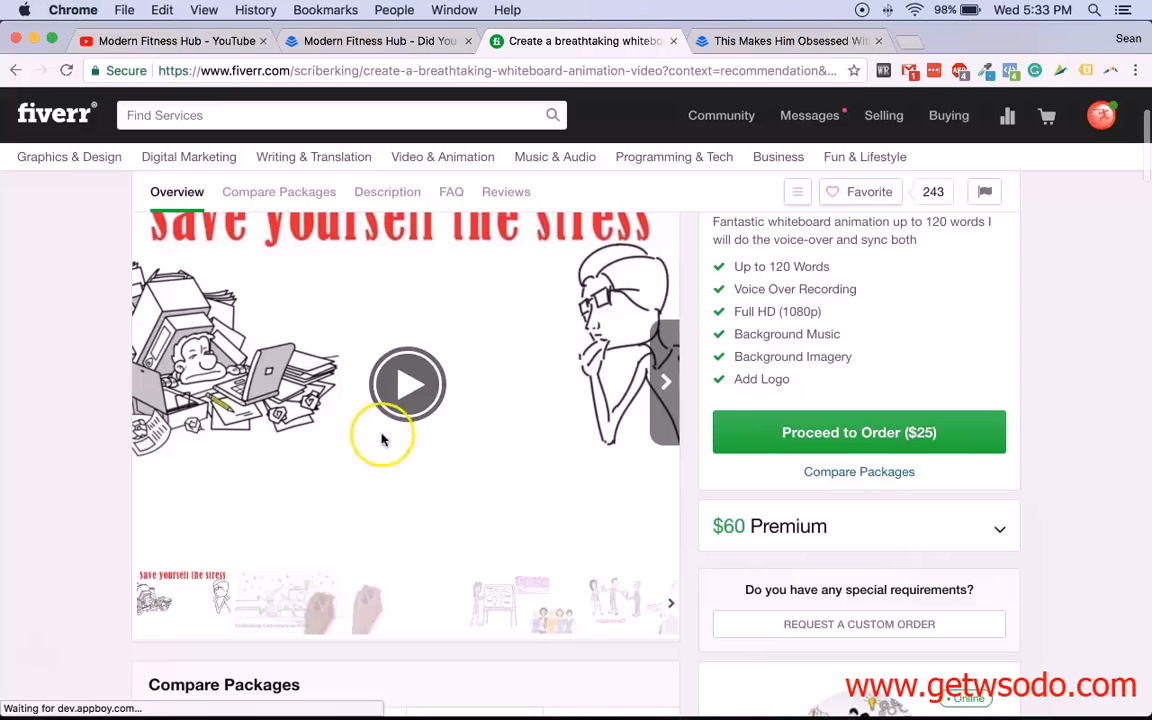 Chrome File Edit View History Bookmarks People Window Help 98% Wed 5:33 PM
Modern Fitness Hub - YouTube × Modern Fitness Hub - Did You × Create a breathtaking whitebo × This Makes Him Obsessed Wit × Sean
Secure https://www.fiverr.com/scriberking/create-a-breathtaking-whiteboard-animation-video?context=recommendation&...
fiverr Find Services Community Messages Selling Buying
Graphics & Design Digital Marketing Writing & Translation Video & Animation Music & Audio Programming & Tech Business Fun & Lifestyle
Overview Compare Packages Description FAQ Reviews Favorite 243
save yourself the stress
Fantastic whiteboard animation up to 120 words I
will do the voice-over and sync both
Up to 120 Words
Voice Over Recording
Full HD (1080p)
Background Music
Background Imagery
Add Logo
Proceed to Order ($25)
Compare Packages
$60 Premium
save yourself the stress
Do you have any special requirements?
REQUEST A CUSTOM ORDER
Compare Packages
www.getwsodo.com
Online
Waiting for dev.appboy.com...